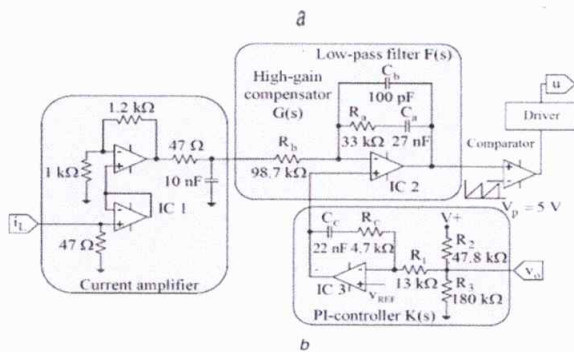 a
Low-pass filter F(s)
High-gain
compensator
G(s)
C_b
100 pF
R_a
33 kΩ
C_a
27 nF
1.2 kΩ
47 Ω
1 kΩ
10 nF
IC 1
i_L
47 Ω
Current amplifier
R_b
98.7 kΩ
IC 2
Comparator
u
Driver
V_p = 5 V
C_c
22 nF
R_c
4.7 kΩ
V+
R_2
47.8 kΩ
R_1
13 kΩ
R_3
180 kΩ
v_o
IC 3
v_REF
PI-controller K(s)
b